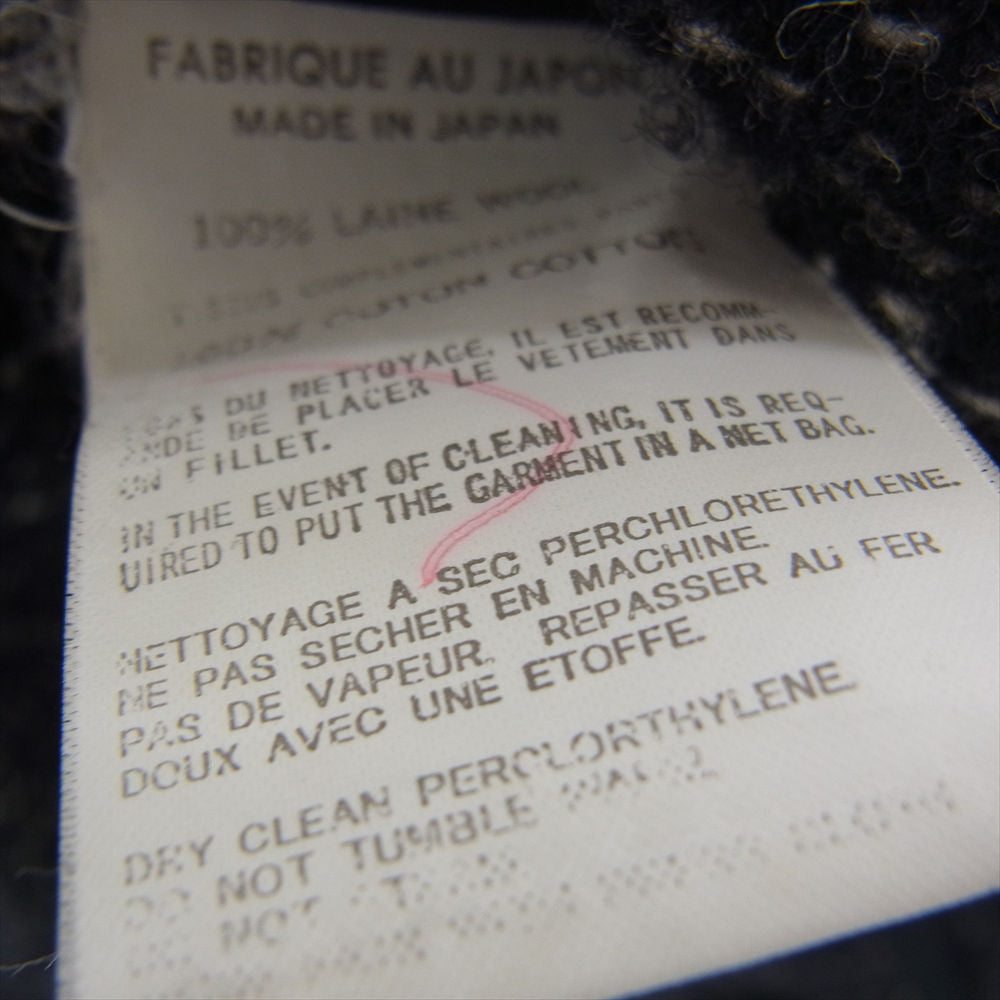 FABRIQUE AU JAPON
MADE IN JAPAN
100% LAINE WOOL
100% COTON COTTON
DU NETTOYAGE, IL EST RECOMM-
DE PLACER LE VETEMENT DANS
UN FILLET.
IN THE EVENT OF CLEANING, IT IS REQ-
UIRED TO PUT THE GARMENT IN A NET BAG.
NETTOYAGE A SEC PERCHLORETHYLENE.
NE PAS SECHER EN MACHINE.
PAS DE VAPEUR. REPASSER AU FER
DOUX AVEC UNE ETOFFE.
DRY CLEAN PERCLORTHYLENE.
DO NOT TUMBLE
NOT